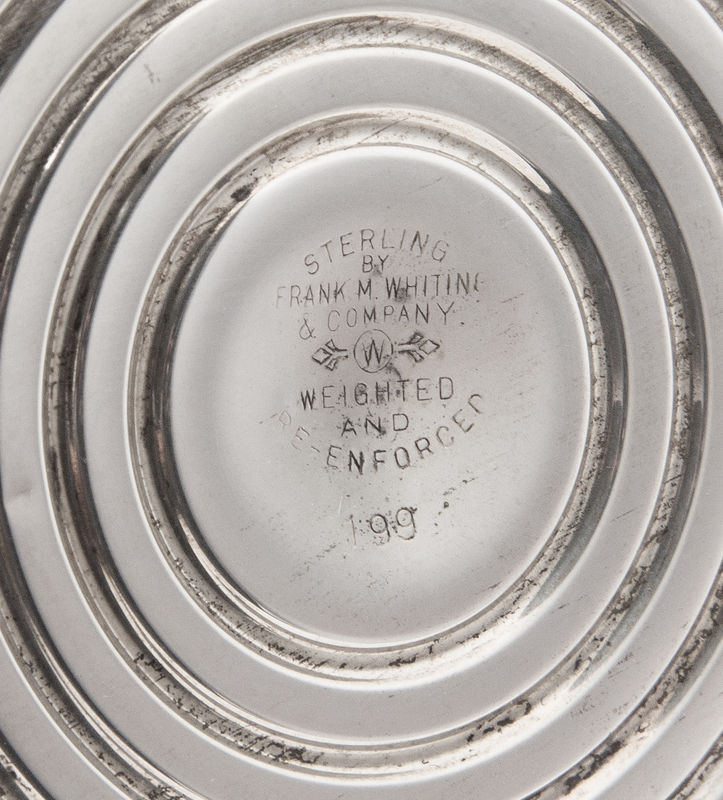 STERLING
BY
FRANK M. WHITING
& COMPANY
W
WEIGHTED
AND
RE-ENFORCED
199